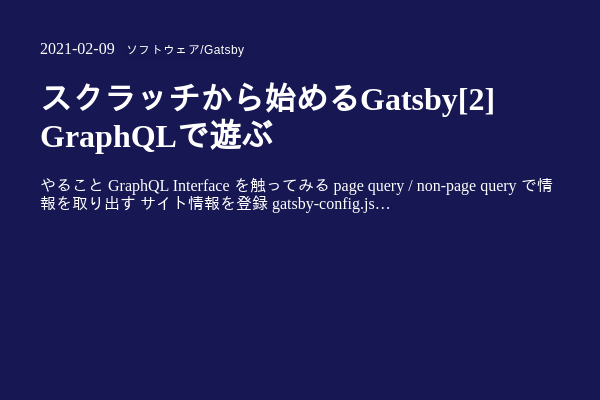 2021-02-09 ソフトウェア/Gatsby
スクラッチから始めるGatsby[2]
GraphQLで遊ぶ
やること GraphQL Interface を触ってみる page query / non-page query で情
報を取り出す サイト情報を登録 gatsby-config.js…